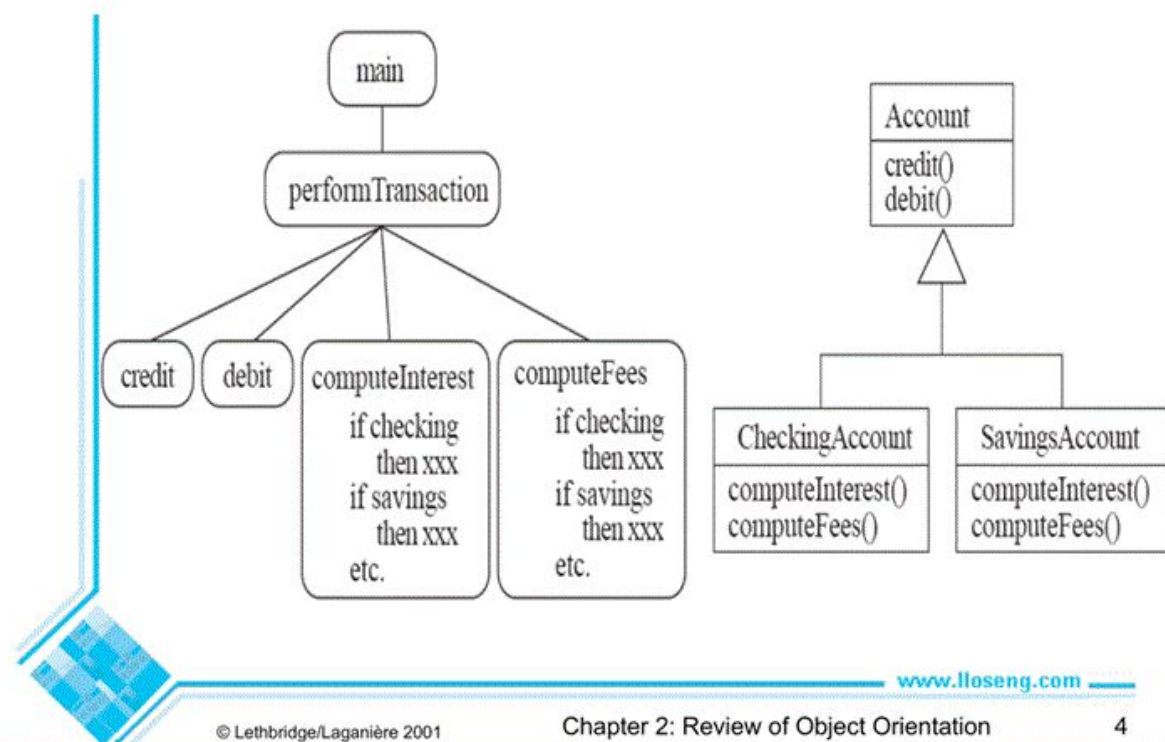 main
performTransaction
credit
debit
computeInterest
if checking
then xxx
if savings
then xxx
etc.
computeFees
if checking
then xxx
if savings
then xxx
etc.
Account
credit()
debit()
CheckingAccount
computeInterest()
computeFees()
SavingsAccount
computeInterest()
computeFees()
www.lloseng.com
© Lethbridge/Laganière 2001
Chapter 2: Review of Object Orientation
4